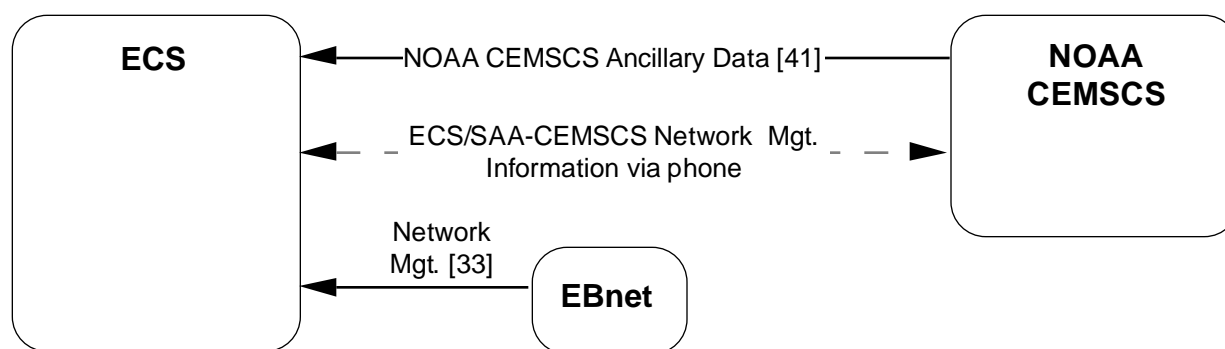 ECS
NOAA CEMSCS Ancillary Data [41]
NOAA
CEMSCS
ECS/SAA-CEMSCS Network Mgt.
Information via phone
Network
Mgt. [33]
EBnet